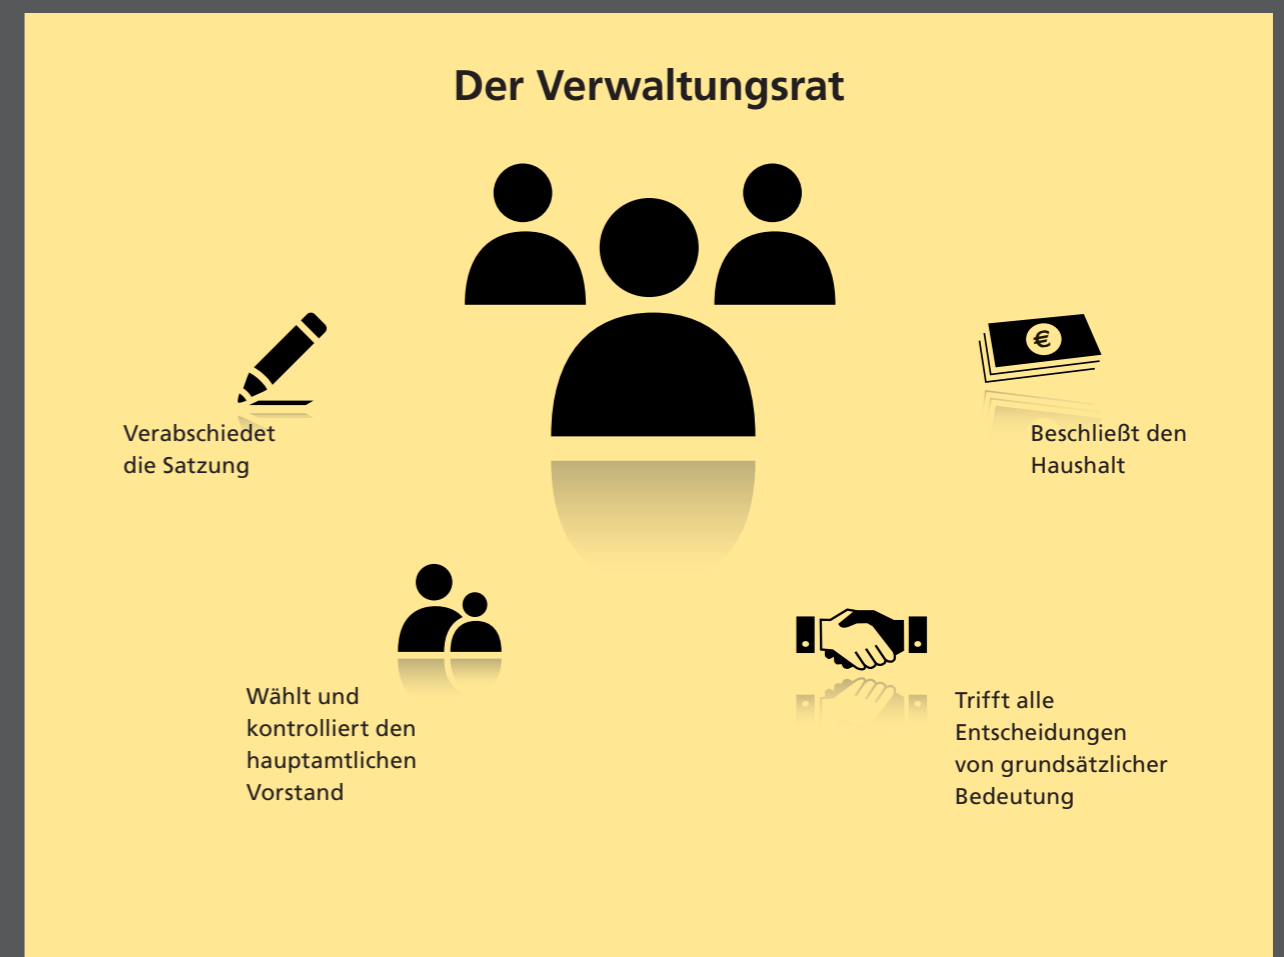 Der Verwaltungsrat
€
Verabschiedet
die Satzung
Beschließt den
Haushalt
Wählt und
kontrolliert den
hauptamtlichen
Vorstand
Trifft alle
Entscheidungen
von grundsätzlicher
Bedeutung